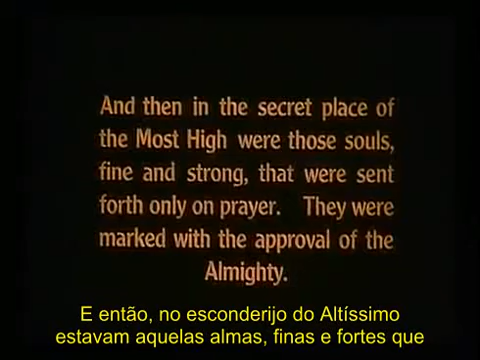 And then in the secret place of
the Most High were those souls,
fine and strong, that were sent
forth only on prayer. They were
marked with the approval of the
Almighty.
E então, no esconderijo do Altíssimo
estavam aquelas almas, finas e fortes que